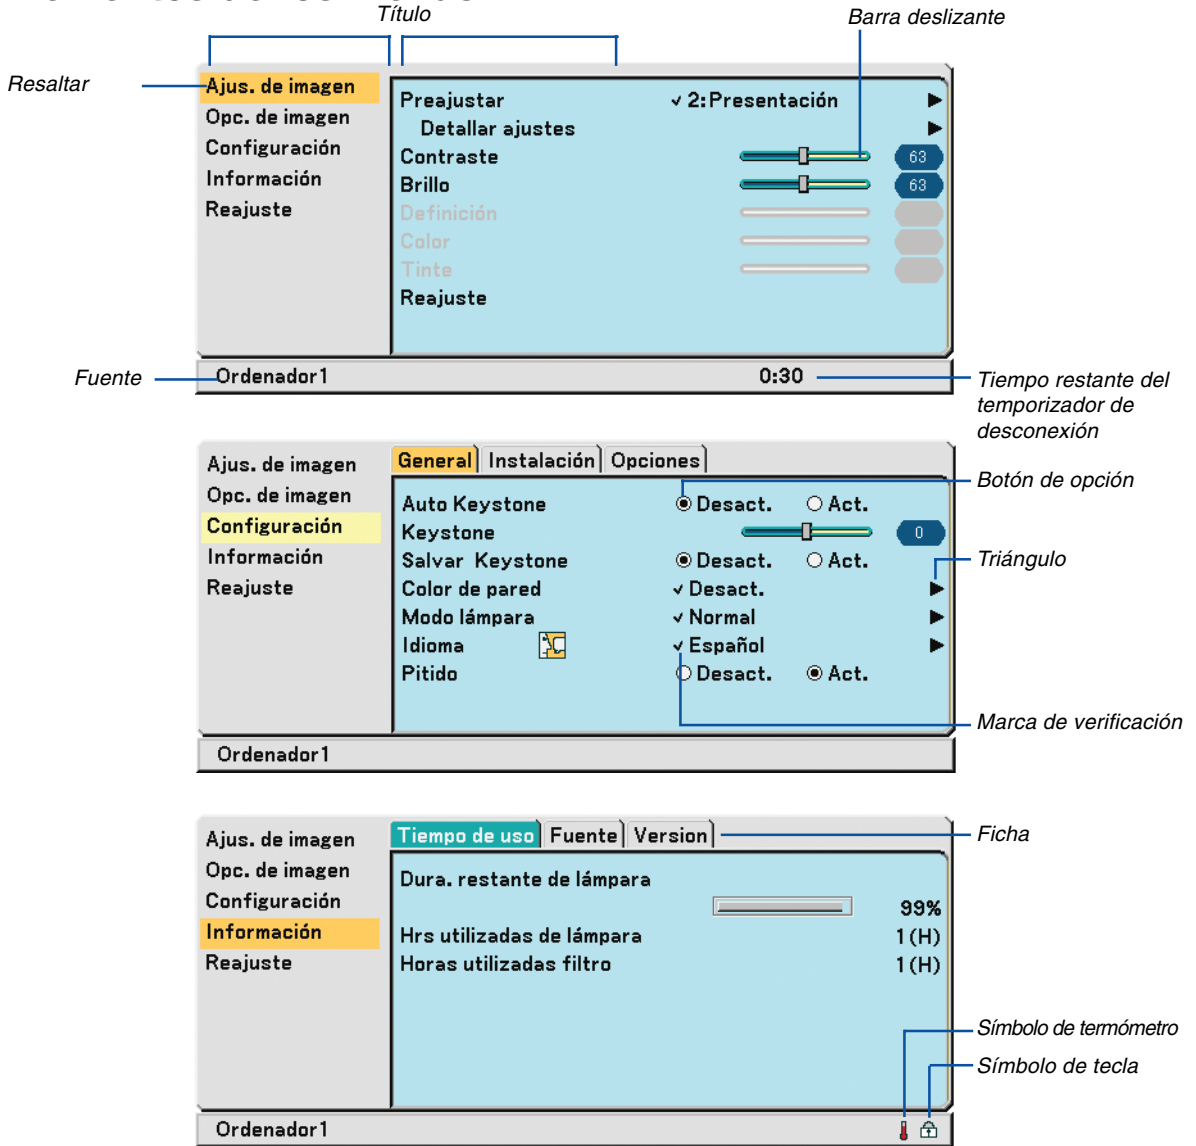 Título
Barra deslizante
Resaltar
Ajus. de imagen
Opc. de imagen
Configuración
Información
Reajuste
Preajustar 2:Presentación
Detallar ajustes
Contraste 63
Brillo 63
Definición
Color
Tinte
Reajuste
Fuente
Ordenador1 0:30
Tiempo restante del
temporizador de
desconexión
Ajus. de imagen
Opc. de imagen
Configuración
Información
Reajuste
General Instalación Opciones
Auto Keystone Desact. Act.
Keystone 0
Salvar Keystone Desact. Act.
Color de pared Desact.
Modo lámpara Normal
Idioma Español
Pitido Desact. Act.
Botón de opción
Triángulo
Marca de verificación
Ordenador1
Ajus. de imagen
Opc. de imagen
Configuración
Información
Reajuste
Tiempo de uso Fuente Version
Ficha
Dura. restante de lámpara
99%
Hrs utilizadas de lámpara 1(H)
Horas utilizadas filtro 1(H)
Símbolo de termómetro
Símbolo de tecla
Ordenador1